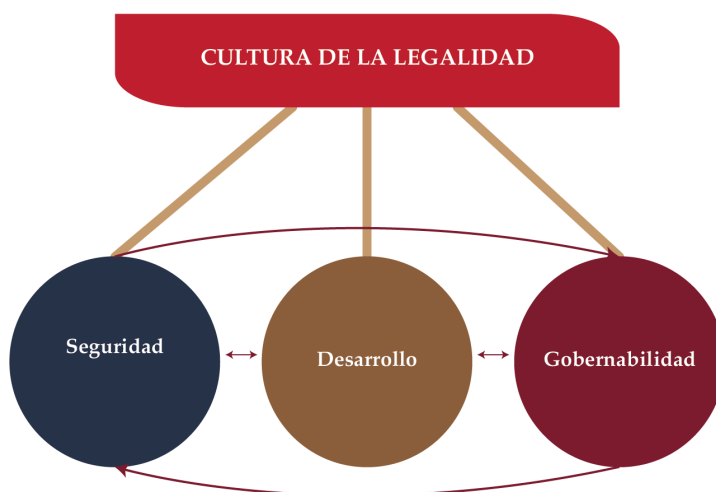 CULTURA DE LA LEGALIDAD
Seguridad
Desarrollo
Gobernabilidad